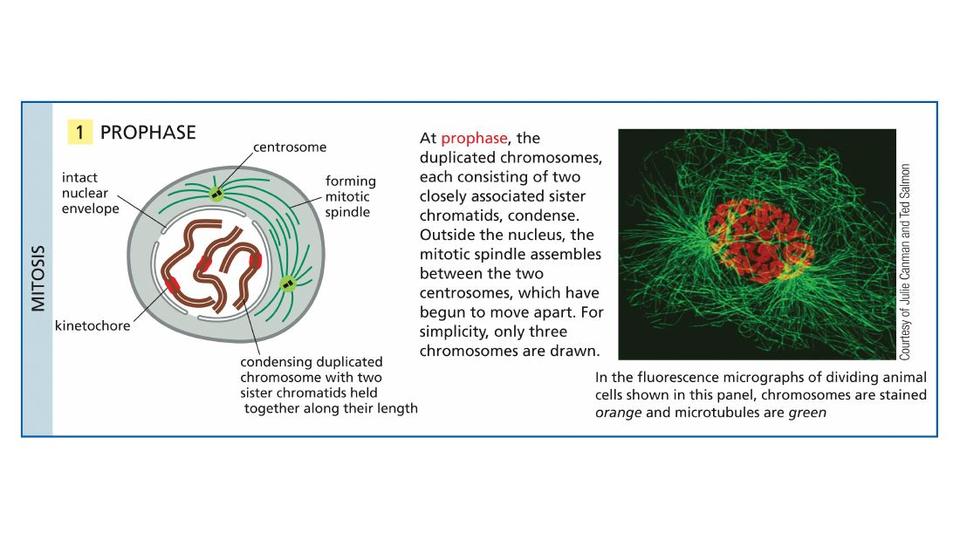 1 PROPHASE
centrosome
intact
nuclear
envelope
forming
mitotic
spindle
kinetochore
condensing duplicated
chromosome with two
sister chromatids held
together along their length
MITOSIS
At prophase, the
duplicated chromosomes,
each consisting of two
closely associated sister
chromatids, condense.
Outside the nucleus, the
mitotic spindle assembles
between the two
centrosomes, which have
begun to move apart. For
simplicity, only three
chromosomes are drawn.
Courtesy of Julie Canman and Ted Salmon
In the fluorescence micrographs of dividing animal
cells shown in this panel, chromosomes are stained
orange and microtubules are green